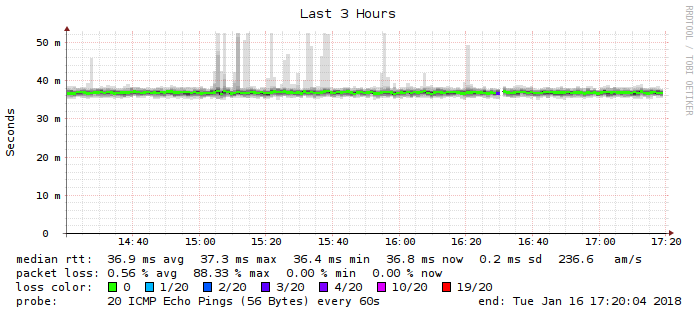 Last 3 Hours
RRDTOOL / TOBI OETIKER
Seconds
50 m
40 m
30 m
20 m
10 m
0
14:40 15:00 15:20 15:40 16:00 16:20 16:40 17:00 17:20
median rtt: 36.9 ms avg 37.3 ms max 36.4 ms min 36.8 ms now 0.2 ms sd 236.6 am/s
packet loss: 0.56 % avg 88.33 % max 0.00 % min 0.00 % now
loss color: 0 1/20 2/20 3/20 4/20 10/20 19/20
probe: 20 ICMP Echo Pings (56 Bytes) every 60s end: Tue Jan 16 17:20:04 2018